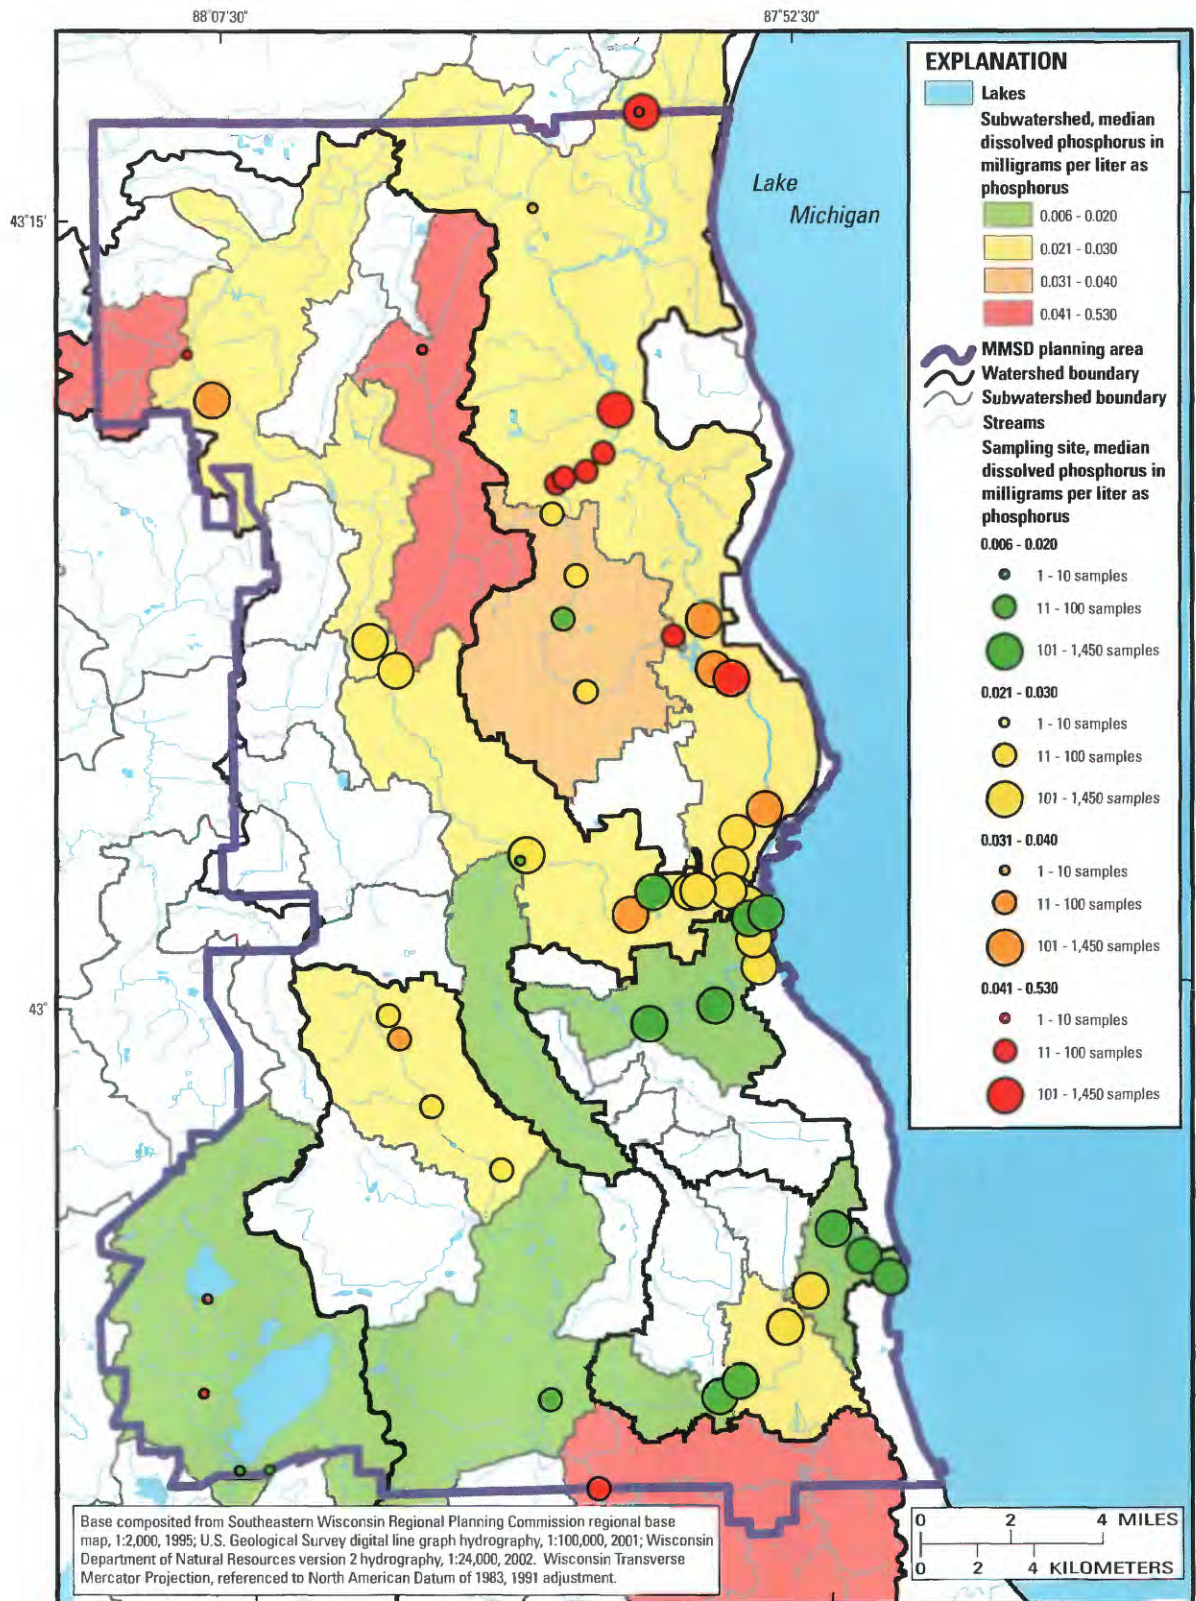 88°07'30"
87°52'30"
43°15'
43°
Lake
Michigan
EXPLANATION
Lakes
Subwatershed, median
dissolved phosphorus in
milligrams per liter as
phosphorus
0.006 - 0.020
0.021 - 0.030
0.031 - 0.040
0.041 - 0.530
MMSD planning area
Watershed boundary
Subwatershed boundary
Streams
Sampling site, median
dissolved phosphorus in
milligrams per liter as
phosphorus
0.006 - 0.020
1 - 10 samples
11 - 100 samples
101 - 1,450 samples
0.021 - 0.030
1 - 10 samples
11 - 100 samples
101 - 1,450 samples
0.031 - 0.040
1 - 10 samples
11 - 100 samples
101 - 1,450 samples
0.041 - 0.530
1 - 10 samples
11 - 100 samples
101 - 1,450 samples
Base composited from Southeastern Wisconsin Regional Planning Commission regional base
map, 1:2,000, 1995; U.S. Geological Survey digital line graph hydrography, 1:100,000, 2001; Wisconsin
Department of Natural Resources version 2 hydrography, 1:24,000, 2002. Wisconsin Transverse
Mercator Projection, referenced to North American Datum of 1983, 1991 adjustment.
0 2 4 MILES
0 2 4 KILOMETERS